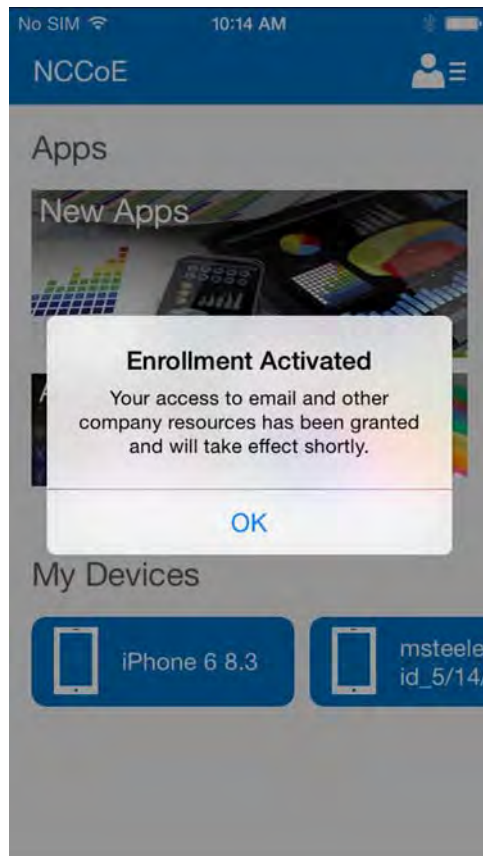 No SIM 10:14 AM
NCCoE
Apps
New Apps
Enrollment Activated
Your access to email and other
company resources has been granted
and will take effect shortly.
OK
My Devices
iPhone 6 8.3
msteele
id_5/14/